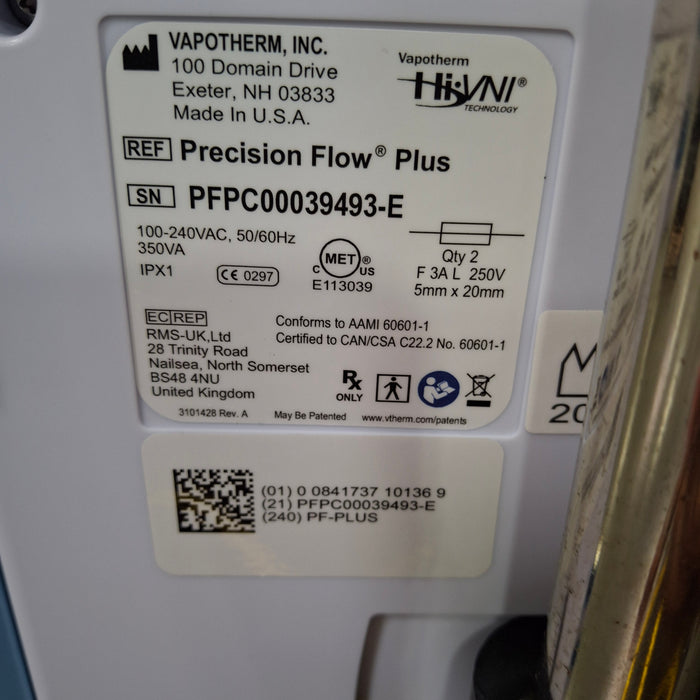 VAPOTHERM, INC.
100 Domain Drive
Exeter, NH 03833
Made In U.S.A.
Vapotherm
Hi-VNI®
TECHNOLOGY
REF Precision Flow® Plus
SN PFPC00039493-E
100-240VAC, 50/60Hz
350VA
IPX1
CE 0297
C MET ® US
E113039
Qty 2
F 3A L 250V
5mm x 20mm
EC REP
RMS-UK,Ltd
28 Trinity Road
Nailsea, North Somerset
BS48 4NU
United Kingdom
Conforms to AAMI 60601-1
Certified to CAN/CSA C22.2 No. 60601-1
Rx
ONLY
3101428 Rev. A
May Be Patented
www.vtherm.com/patents
(01) 0 0841737 10136 9
(21) PFPC00039493-E
(240) PF-PLUS